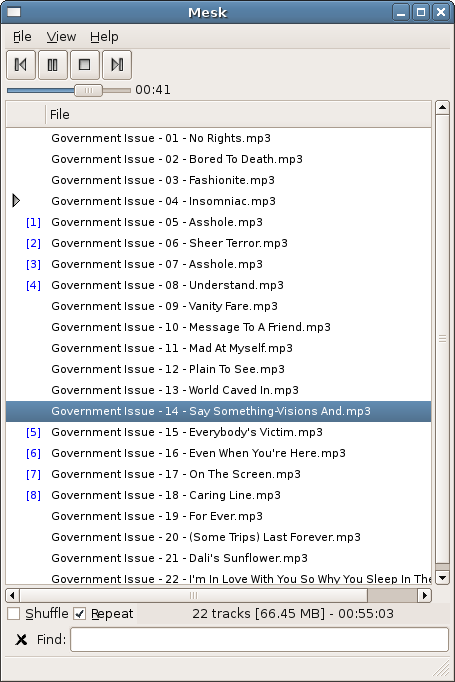 Mesk
File View Help
00:41
File
Government Issue - 01 - No Rights.mp3
Government Issue - 02 - Bored To Death.mp3
Government Issue - 03 - Fashionite.mp3
Government Issue - 04 - Insomniac.mp3
[1] Government Issue - 05 - Asshole.mp3
[2] Government Issue - 06 - Sheer Terror.mp3
[3] Government Issue - 07 - Asshole.mp3
[4] Government Issue - 08 - Understand.mp3
Government Issue - 09 - Vanity Fare.mp3
Government Issue - 10 - Message To A Friend.mp3
Government Issue - 11 - Mad At Myself.mp3
Government Issue - 12 - Plain To See.mp3
Government Issue - 13 - World Caved In.mp3
Government Issue - 14 - Say Something-Visions And.mp3
[5] Government Issue - 15 - Everybody's Victim.mp3
[6] Government Issue - 16 - Even When You're Here.mp3
[7] Government Issue - 17 - On The Screen.mp3
[8] Government Issue - 18 - Caring Line.mp3
Government Issue - 19 - For Ever.mp3
Government Issue - 20 - (Some Trips) Last Forever.mp3
Government Issue - 21 - Dali's Sunflower.mp3
Government Issue - 22 - I'm In Love With You So Why You Sleep In The
Shuffle Repeat 22 tracks [66.45 MB] - 00:55:03
Find: